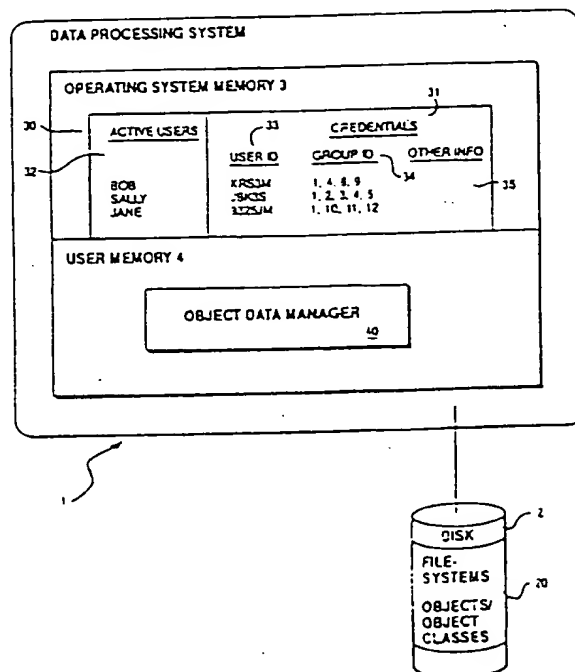 DATA PROCESSING SYSTEM
OPERATING SYSTEM MEMORY 3
31
30
ACTIVE USERS
33
CREDENTIALS
32
USER ID
GROUP ID
OTHER INFO
34
35
BOB
KRS3M
1, 4, 8, 9
SALLY
1, 2, 3, 4, 5
JANE
1, 10, 11, 12
USER MEMORY 4
OBJECT DATA MANAGER
40
1
2
DISK
FILE-
SYSTEMS
20
OBJECTS/
OBJECT
CLASSES